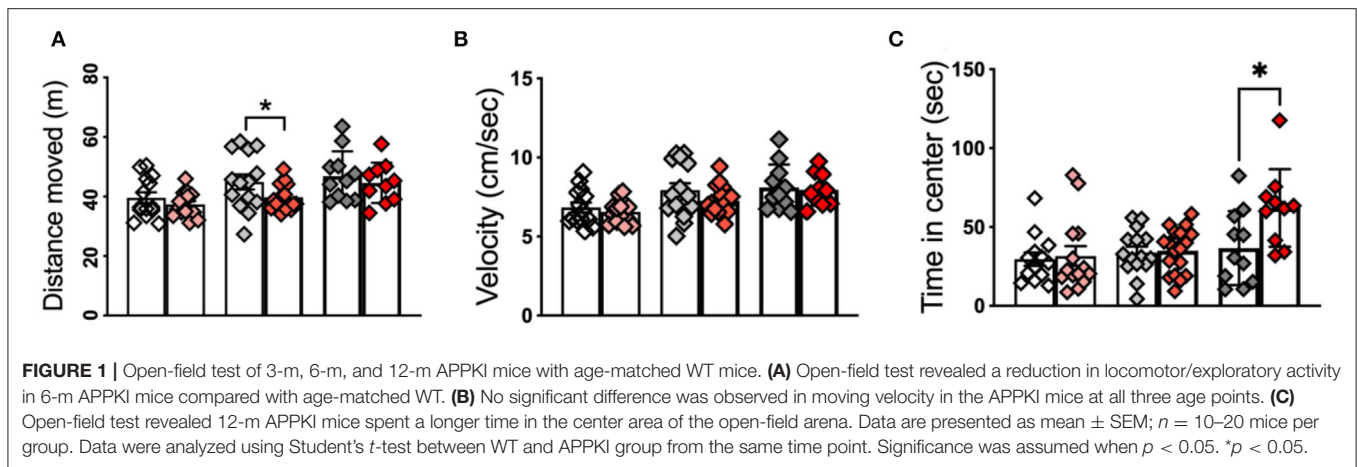 A
Distance moved (m)
80
60
40
20
0
*
B
Velocity (cm/sec)
15
10
5
0
C
Time in center (sec)
150
100
50
0
*
FIGURE 1 | Open-field test of 3-m, 6-m, and 12-m APPKI mice with age-matched WT mice. (A) Open-field test revealed a reduction in locomotor/exploratory activity
in 6-m APPKI mice compared with age-matched WT. (B) No significant difference was observed in moving velocity in the APPKI mice at all three age points. (C)
Open-field test revealed 12-m APPKI mice spent a longer time in the center area of the open-field arena. Data are presented as mean ± SEM; n = 10–20 mice per
group. Data were analyzed using Student's t-test between WT and APPKI group from the same time point. Significance was assumed when p < 0.05. *p < 0.05.